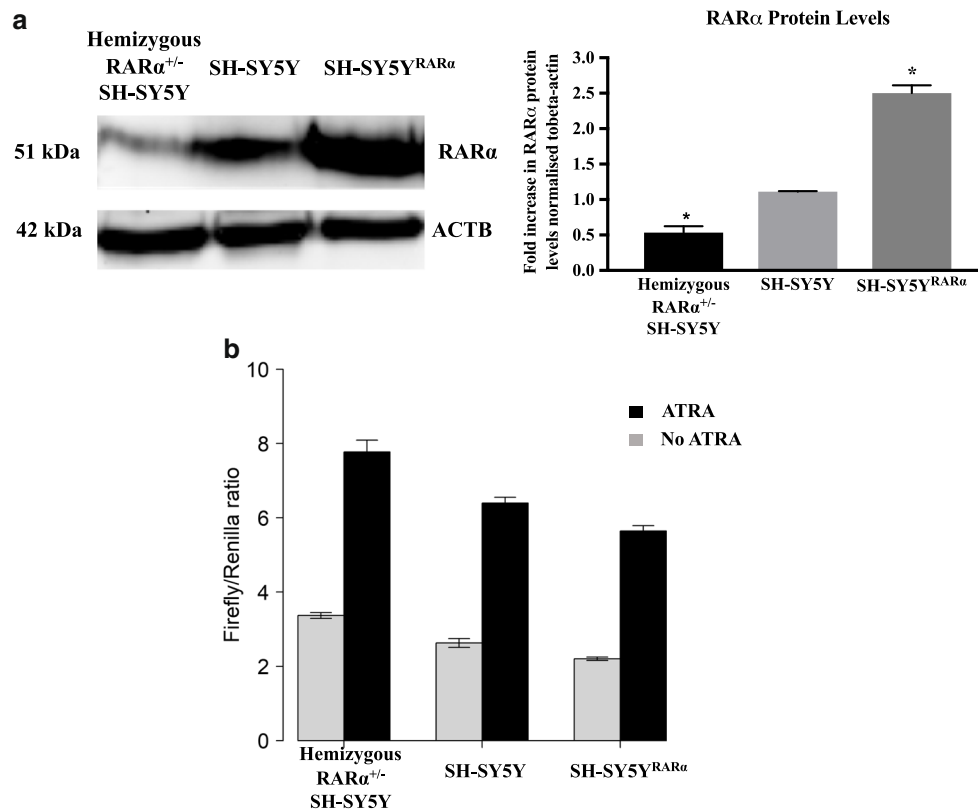 a
Hemizygous
RARα+/-
SH-SY5Y
SH-SY5Y
SH-SY5YRARα
51 kDa
RARα
42 kDa
ACTB
RARα Protein Levels
Fold increase in RARα protein
levels normalised tobeta-actin
3.0
2.5
2.0
1.5
1.0
0.5
0.0
*
*
Hemizygous
RARα+/-
SH-SY5Y
SH-SY5Y
SH-SY5YRARα
b
Firefly/Renilla ratio
10
8
6
4
2
0
ATRA
No ATRA
Hemizygous
RARα+/-
SH-SY5Y
SH-SY5Y
SH-SY5YRARα